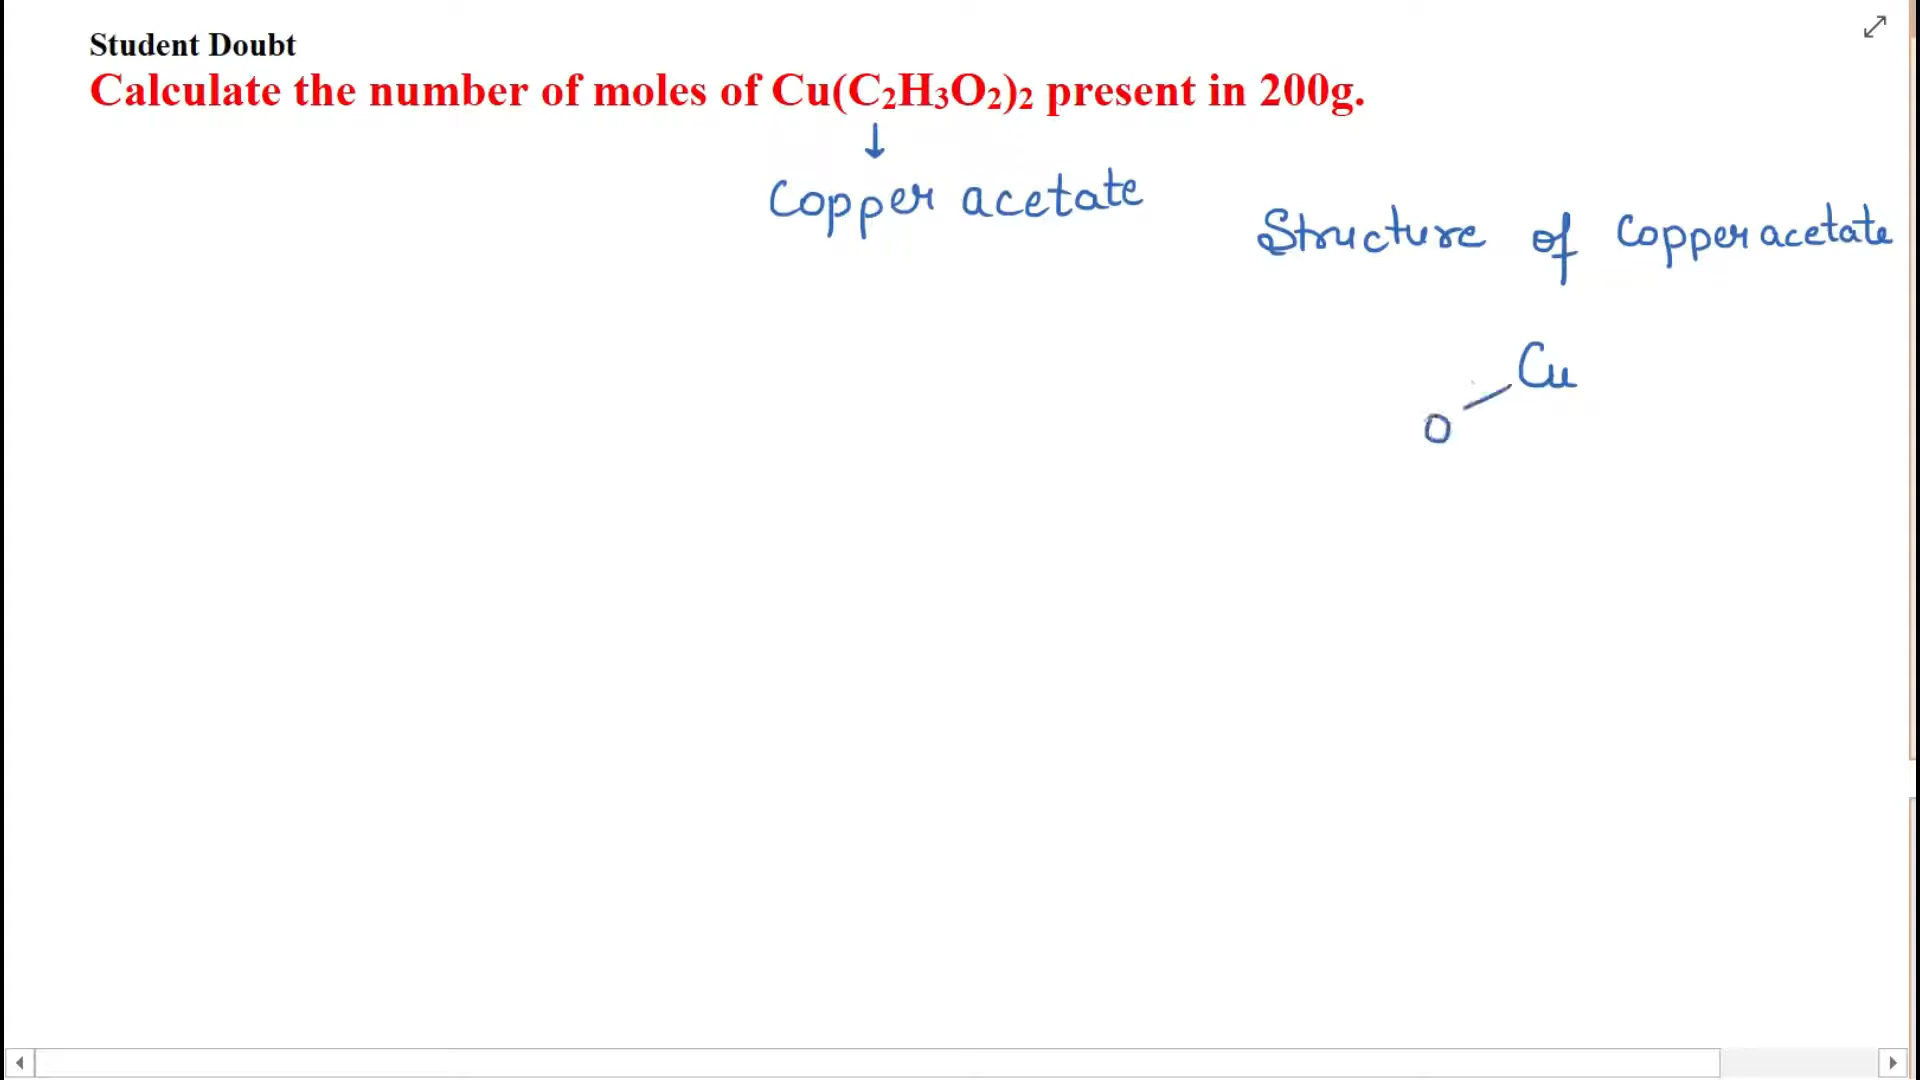 Student Doubt
Calculate the number of moles of Cu(C₂H₃O₂)₂ present in 200g.
Copper acetate
Structure of Copper acetate
Cu
O